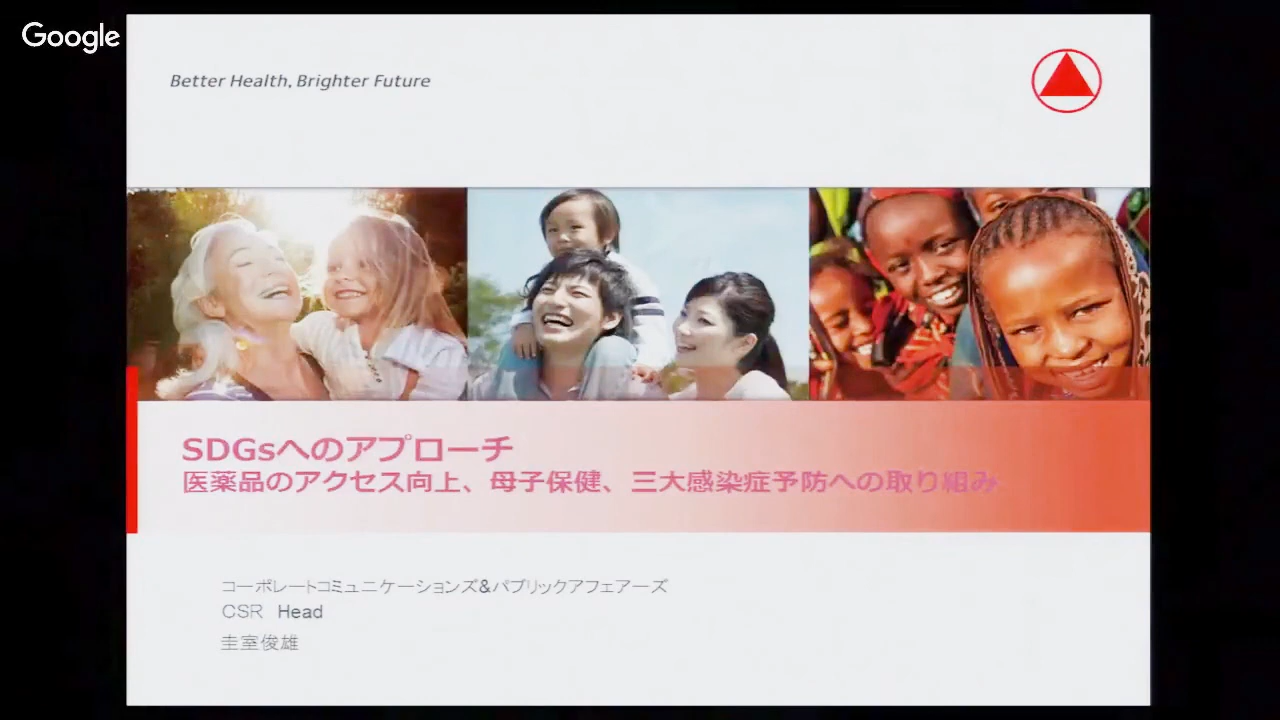 Google
Better Health, Brighter Future
SDGsへのアプローチ
医薬品のアクセス向上、母子保健、三大感染症予防への取り組み
コーポレートコミュニケーションズ&パブリックアフェアーズ
CSR Head
圭室俊雄